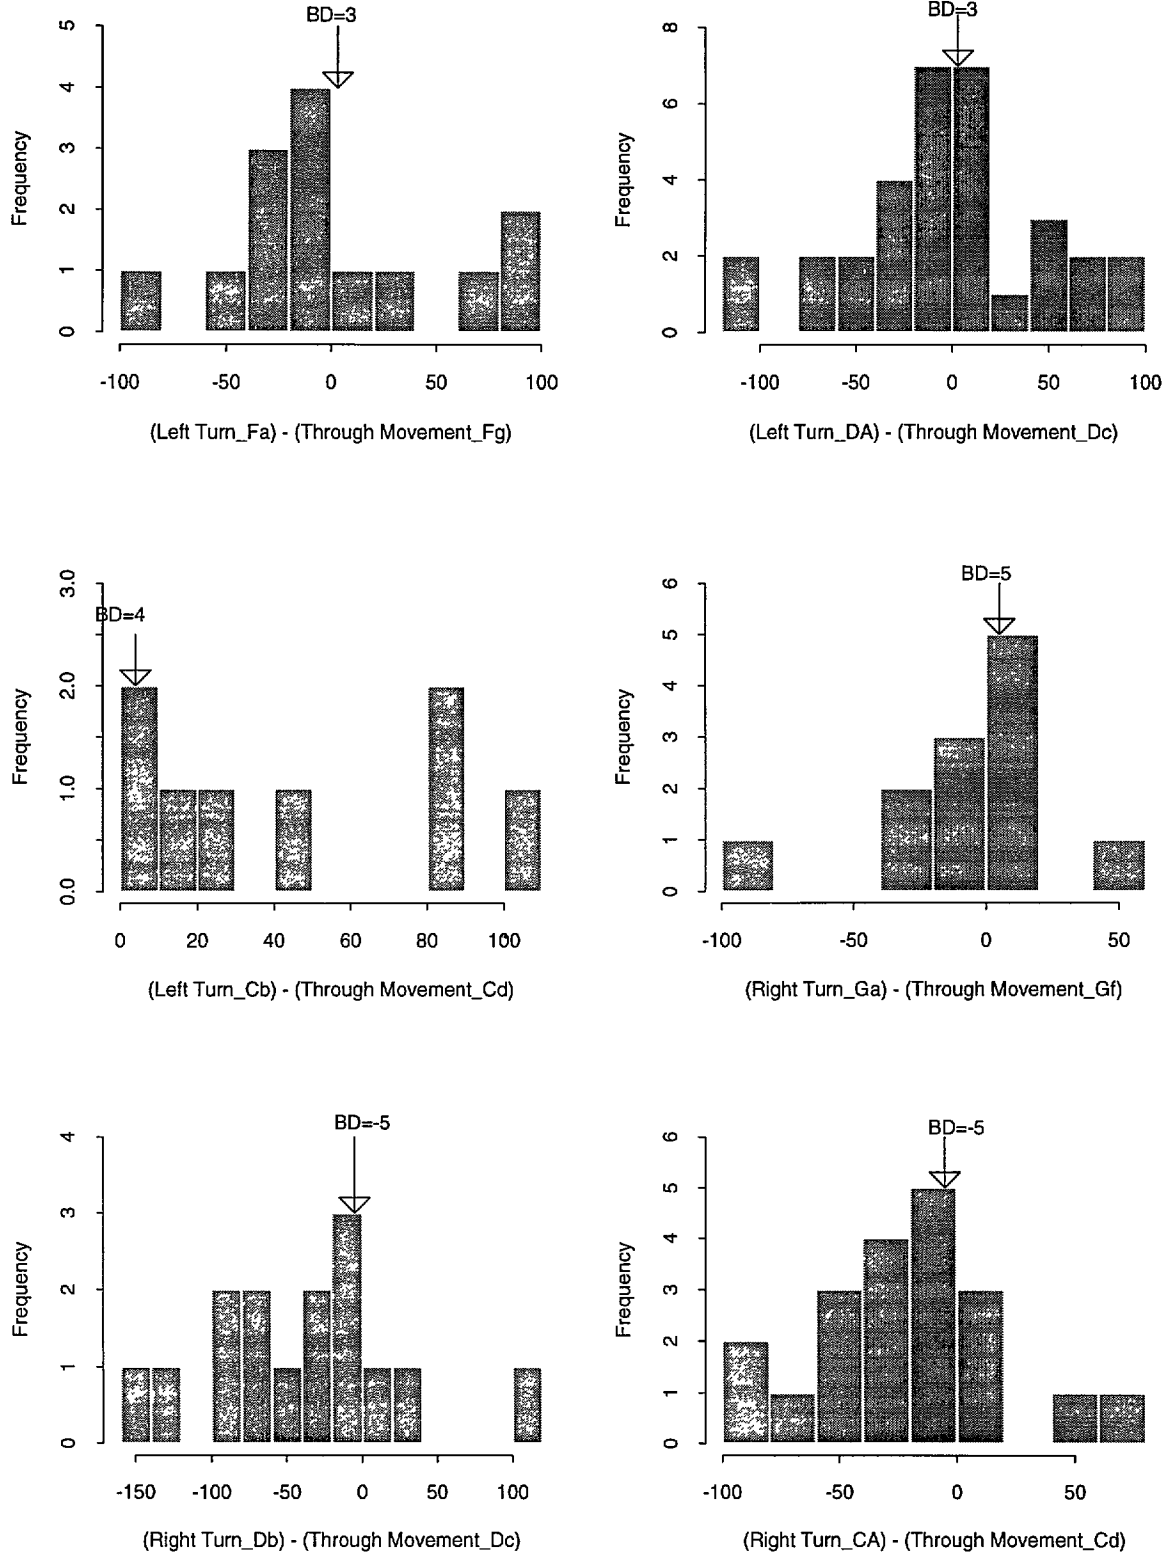 BD=3
5
4
3
2
1
0
Frequency
-100 -50 0 50 100
(Left Turn_Fa) - (Through Movement_Fg)
BD=3
8
6
4
2
0
Frequency
-100 -50 0 50 100
(Left Turn_DA) - (Through Movement_Dc)
BD=4
3.0
2.0
1.0
0.0
Frequency
0 20 40 60 80 100
(Left Turn_Cb) - (Through Movement_Cd)
BD=5
6
5
4
3
2
1
0
Frequency
-100 -50 0 50
(Right Turn_Ga) - (Through Movement_Gf)
BD=-5
4
3
2
1
0
Frequency
-150 -100 -50 0 50 100
(Right Turn_Db) - (Through Movement_Dc)
BD=-5
6
5
4
3
2
1
0
Frequency
-100 -50 0 50
(Right Turn_CA) - (Through Movement_Cd)